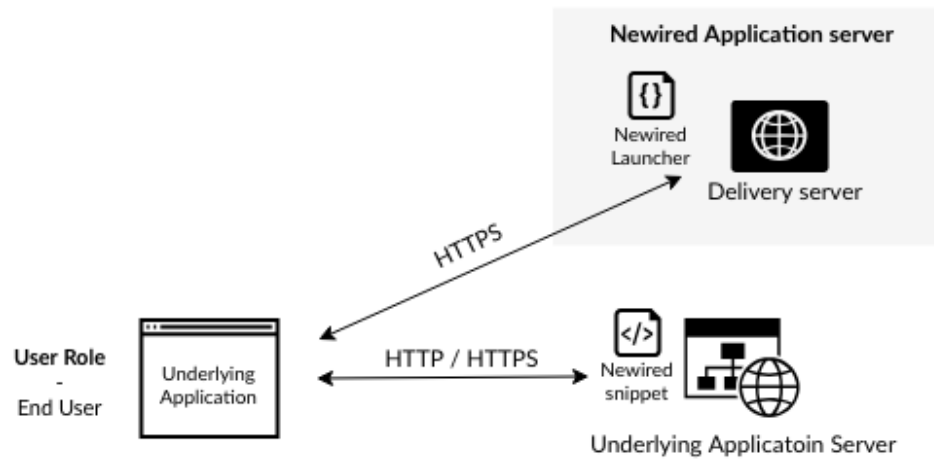 Newired Application server
Newired
Launcher
Delivery server
HTTPS
User Role
-
End User
Underlying
Application
HTTP / HTTPS
Newired
snippet
Underlying Applicatoin Server